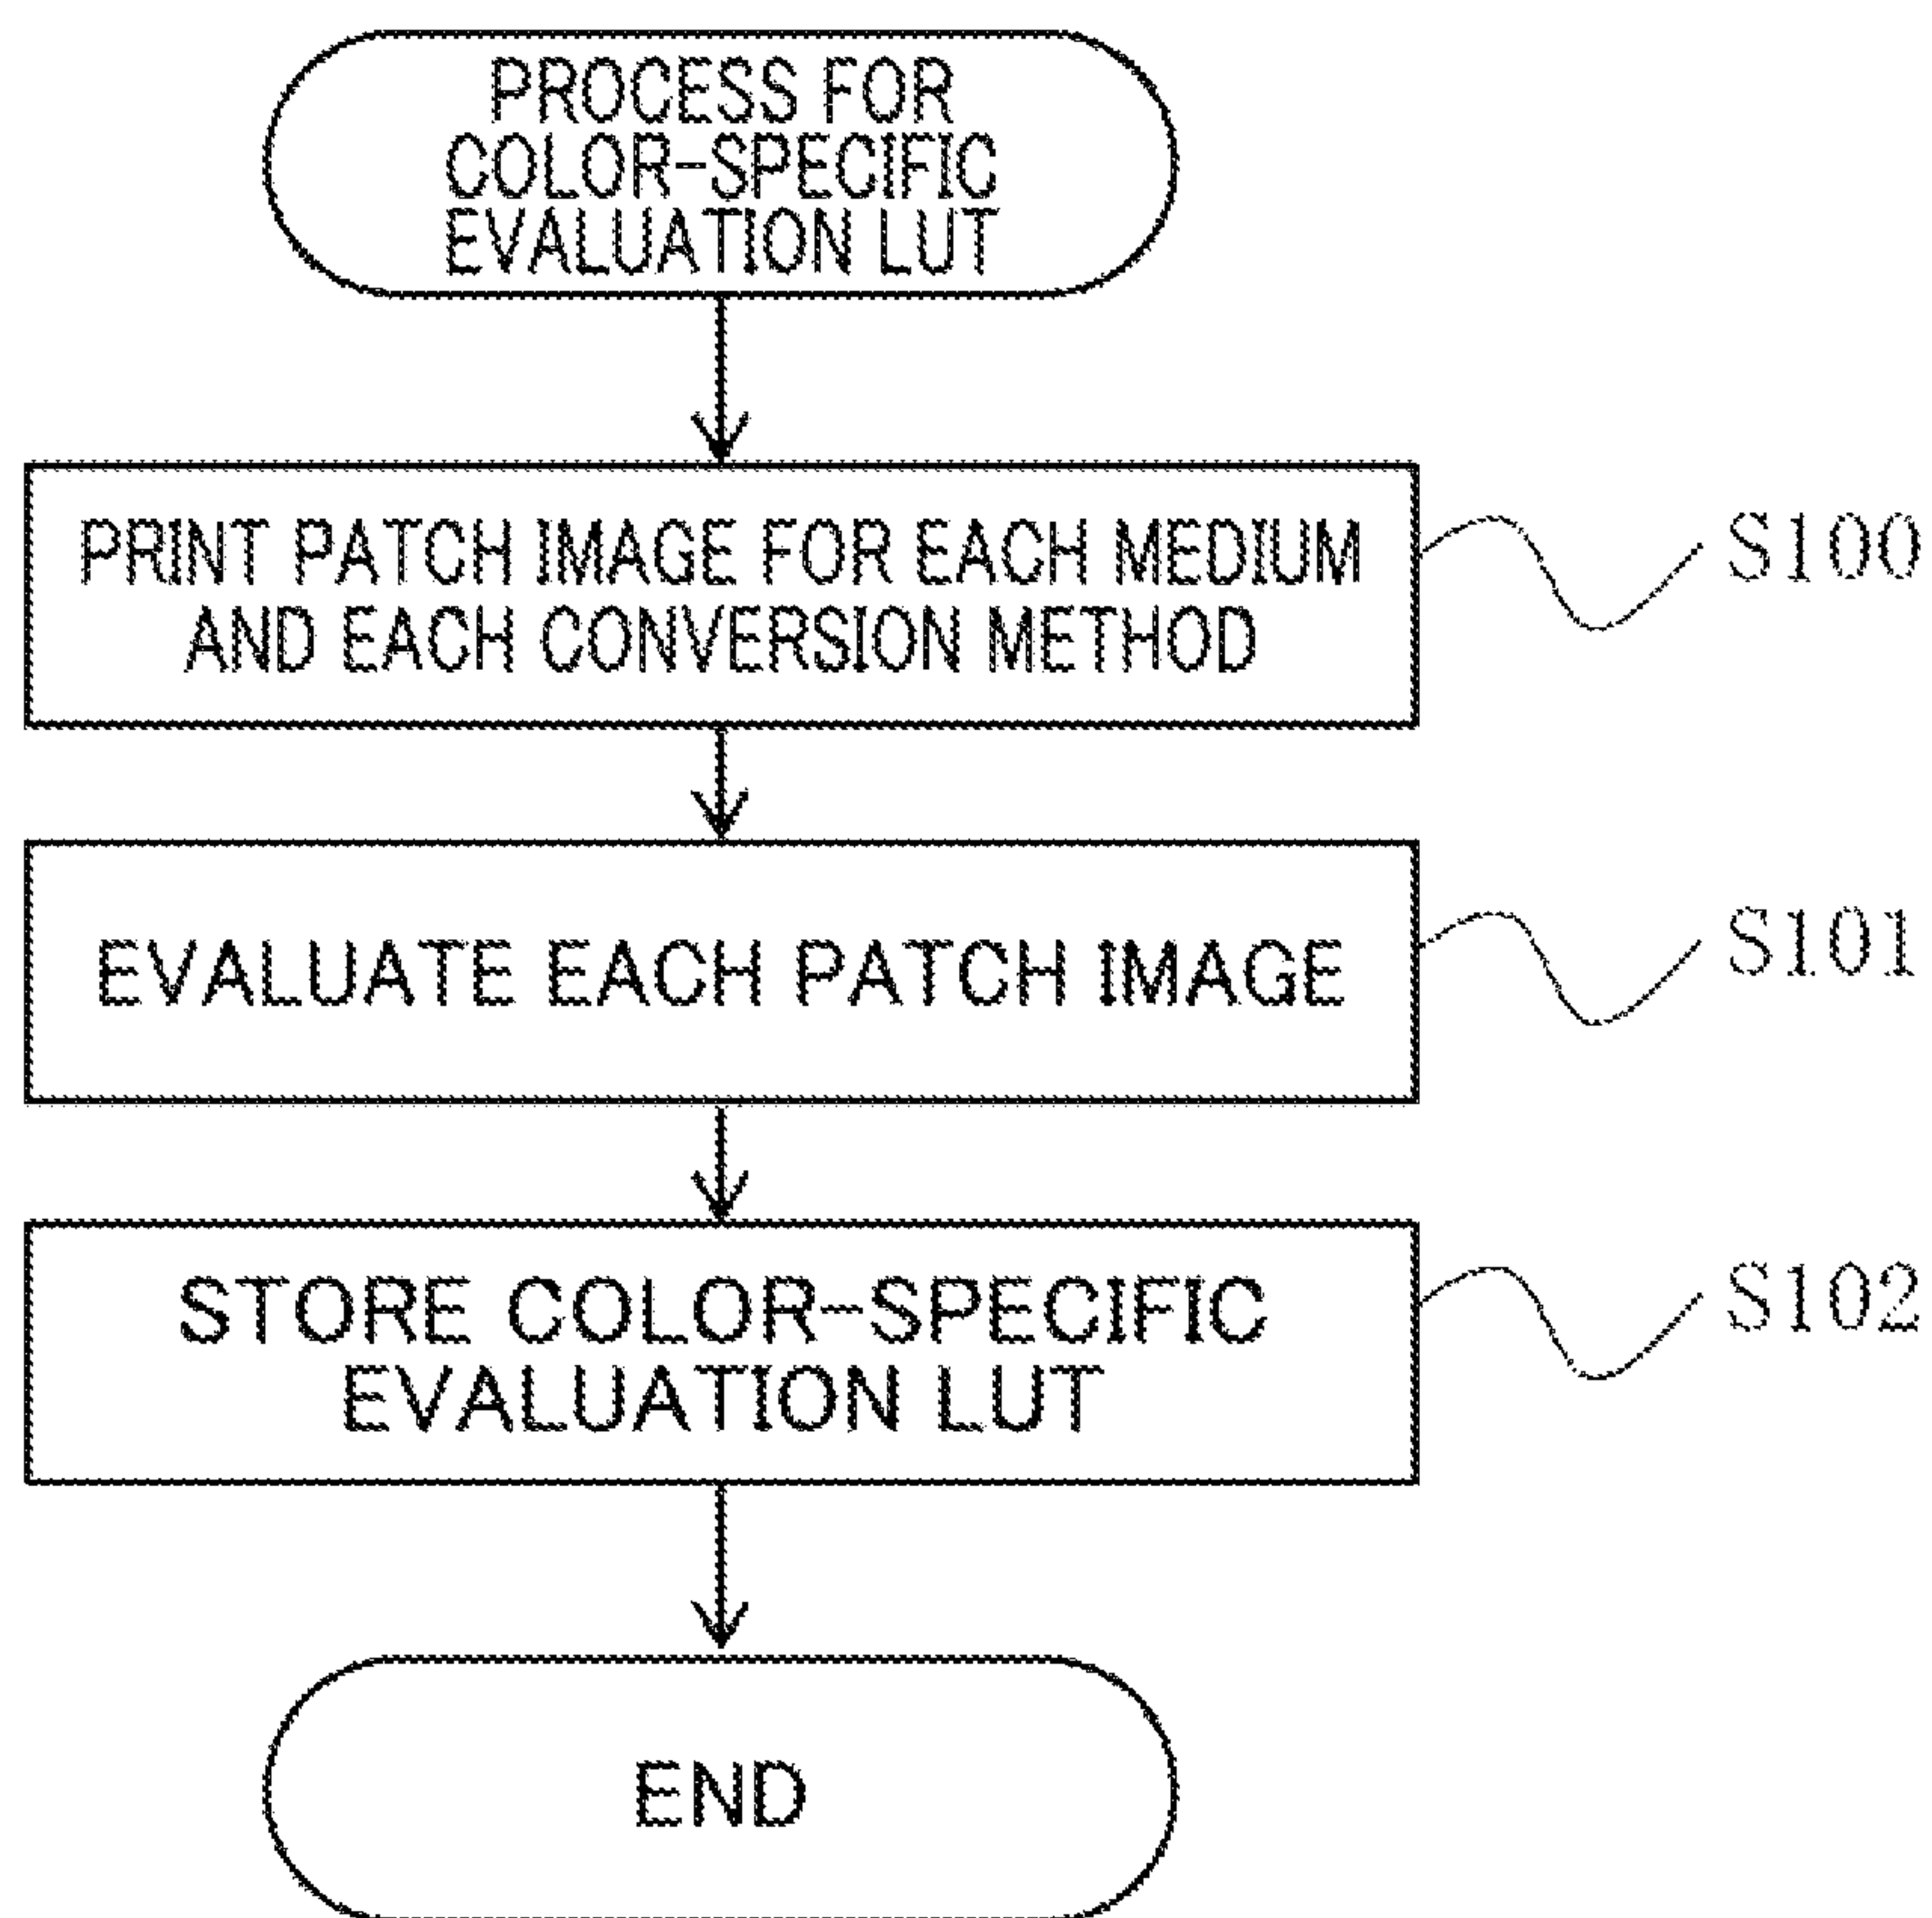 PROCESS FOR
COLOR-SPECIFIC
EVALUATION LUT
PRINT PATCH IMAGE FOR EACH MEDIUM
AND EACH CONVERSION METHOD
S100
EVALUATE EACH PATCH IMAGE
S101
STORE COLOR-SPECIFIC
EVALUATION LUT
S102
END